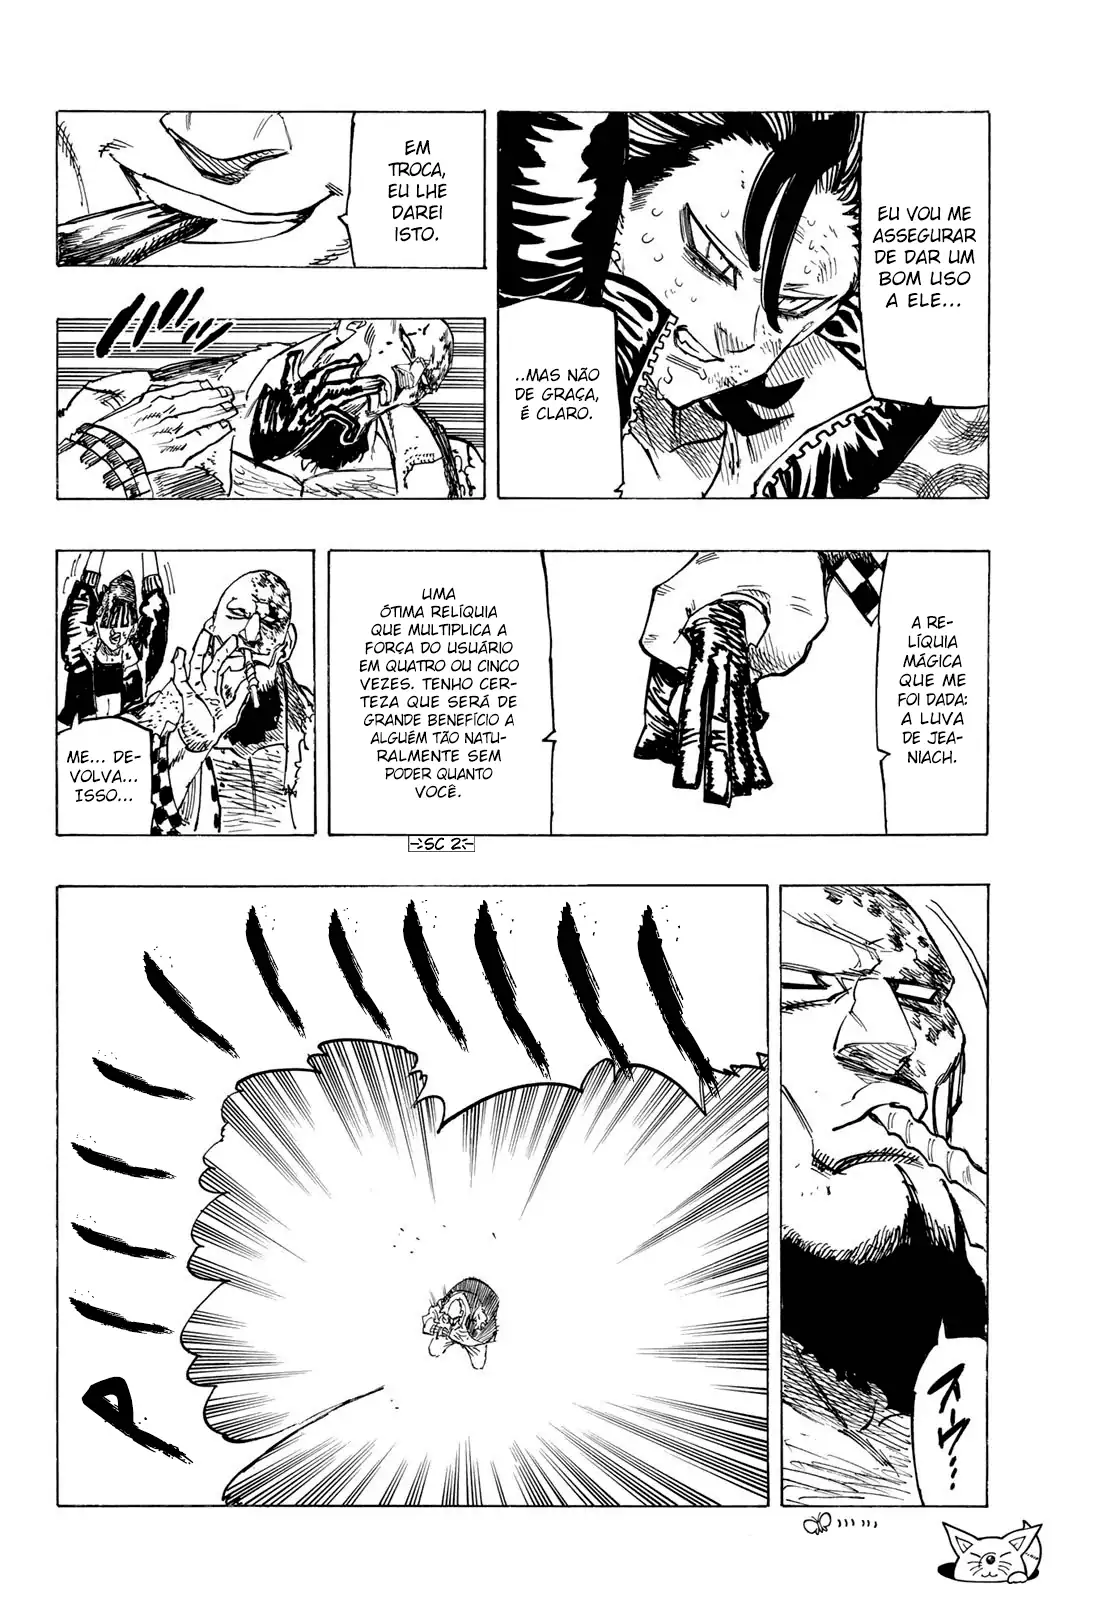 EU VOU ME
ASSEGURAR
DE DAR UM
BOM USO
A ELE...
..MAS NÃO
DE GRAÇA,
É CLARO.
EM
TROCA,
EU LHE
DAREI
ISTO.
A RE-
LÍQUIA
MÁGICA
QUE ME
FOI DADA:
A LUVA
DE JEA-
NIACH.
UMA
ÓTIMA RELÍQUIA
QUE MULTIPLICA A
FORÇA DO USUÁRIO
EM QUATRO OU CINCO
VEZES. TENHO CER-
TEZA QUE SERÁ DE
GRANDE BENEFÍCIO A
ALGUÉM TÃO NATU-
RALMENTE SEM
PODER QUANTO
VOCÊ.
ME... DE-
VOLVA...
ISSO...
SC 2
スウ…
P I I I I I I I I I I